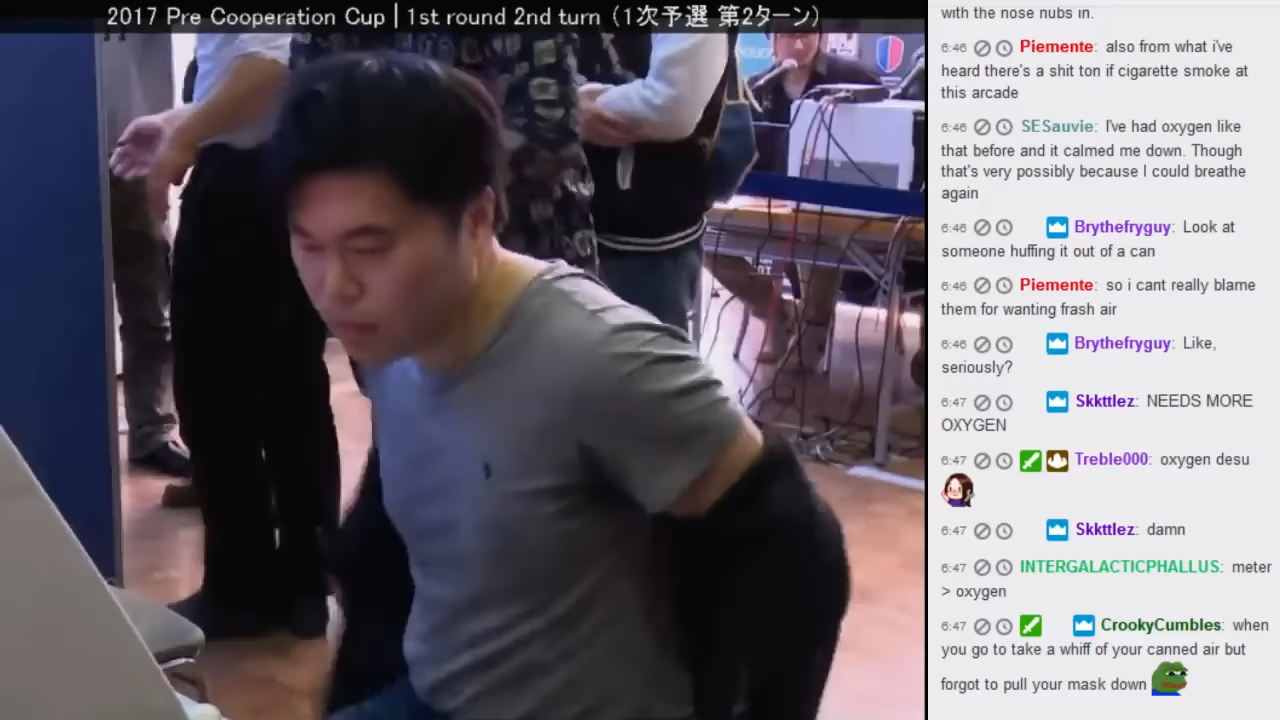 2017 Pre Cooperation Cup | 1st round 2nd turn (1次予選 第2ターン)
with the nose nubs in.
6:46 Piemente: also from what i've
heard there's a shit ton if cigarette smoke at
this arcade
6:46 SESauvie: I've had oxygen like
that before and it calmed me down. Though
that's very possibly because I could breathe
again
6:46 Brythefryguy: Look at
someone huffing it out of a can
6:46 Piemente: so i cant really blame
them for wanting frash air
6:46 Brythefryguy: Like,
seriously?
6:47 Skkttlez: NEEDS MORE
OXYGEN
6:47 Treble000: oxygen desu
6:47 Skkttlez: damn
6:47 INTERGALACTICPHALLUS: meter
> oxygen
6:47 CrookyCumbles: when
you go to take a whiff of your canned air but
forgot to pull your mask down